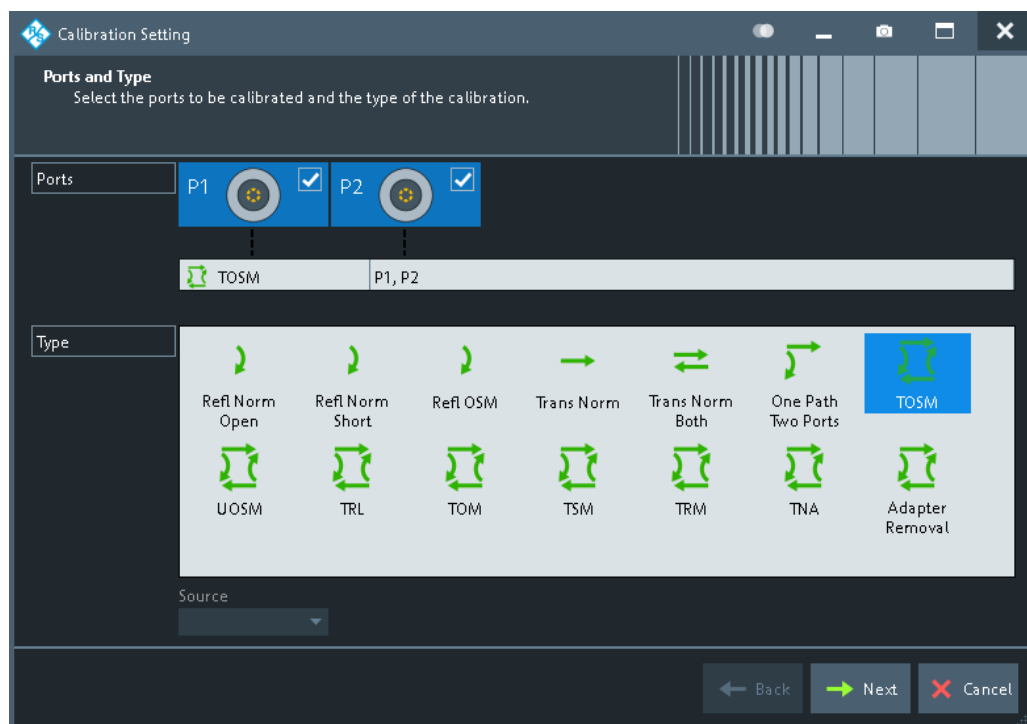 Calibration Setting
Ports and Type
Select the ports to be calibrated and the type of the calibration.
Ports
P1
P2
TOSM
P1, P2
Type
Refl Norm
Open
Refl Norm
Short
Refl OSM
Trans Norm
Trans Norm
Both
One Path
Two Ports
TOSM
UOSM
TRL
TOM
TSM
TRM
TNA
Adapter
Removal
Source
Back
Next
Cancel